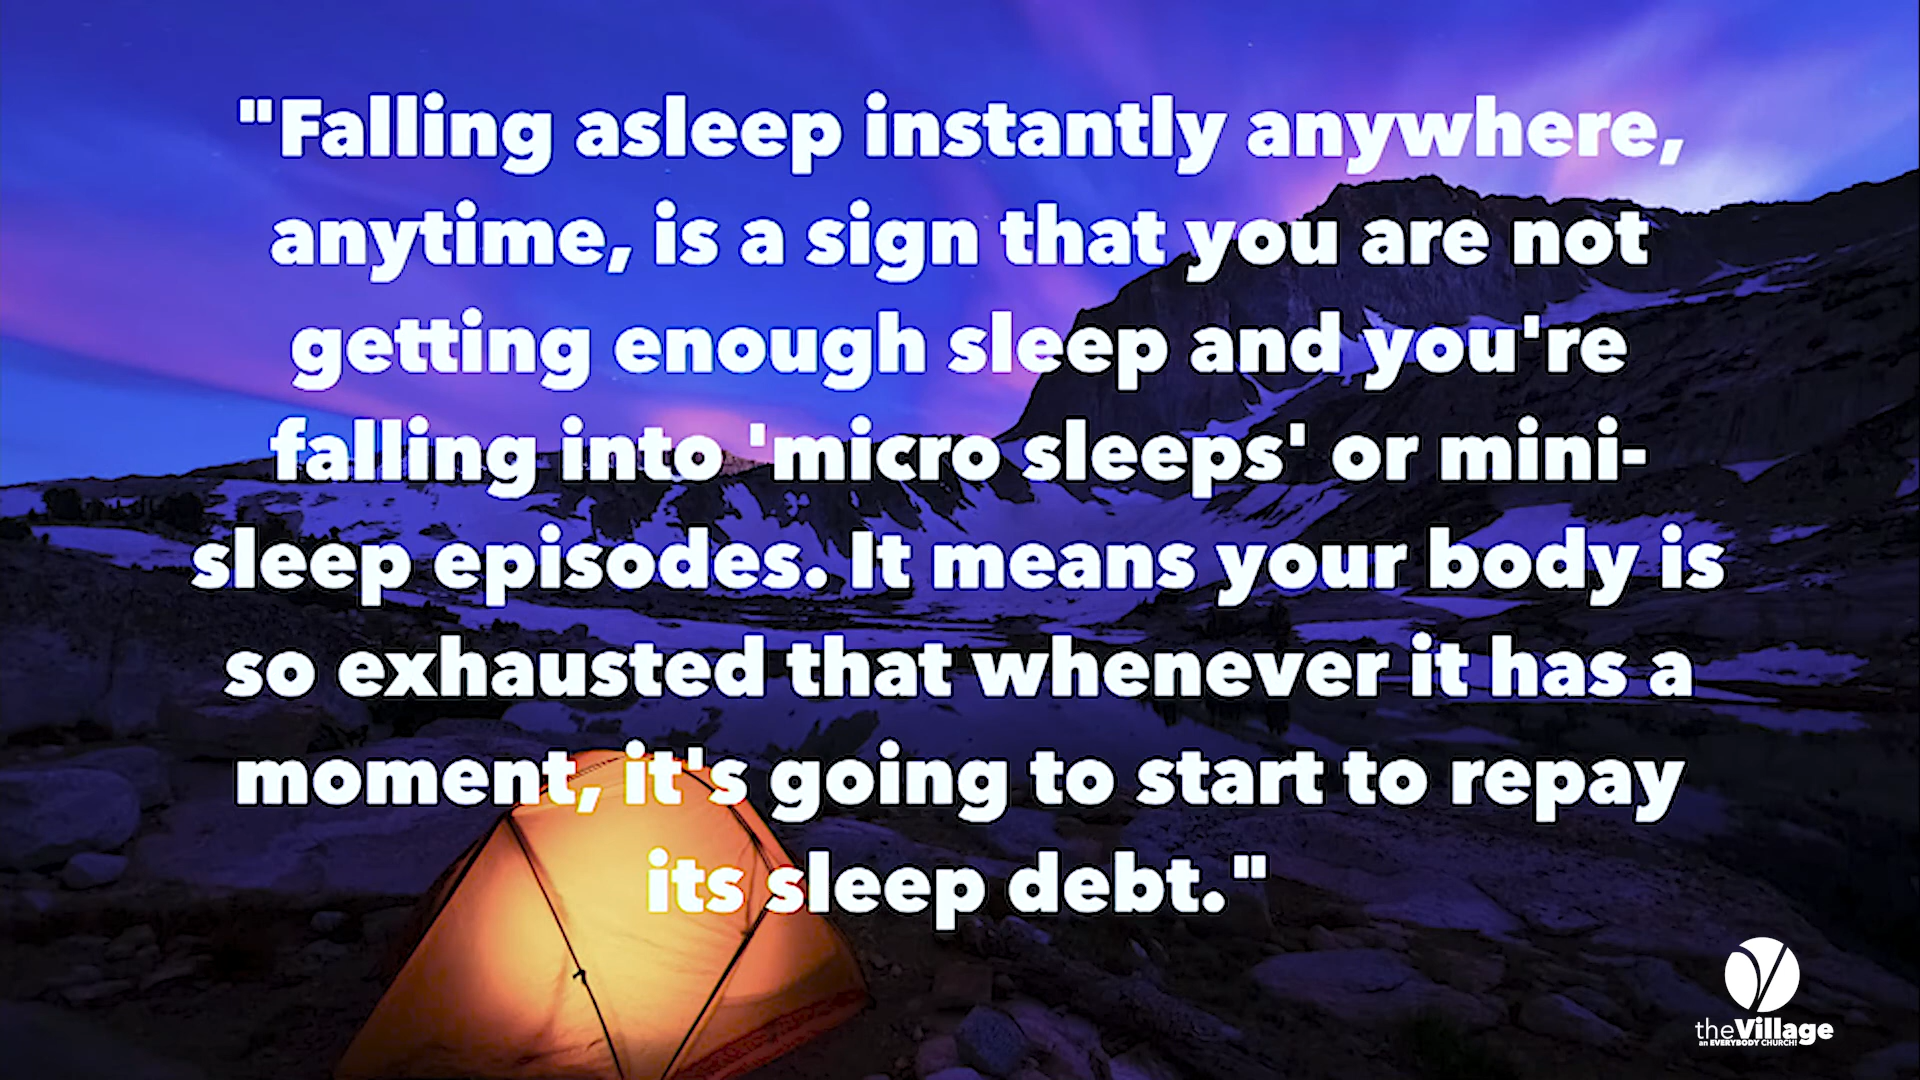 "Falling asleep instantly anywhere,
anytime, is a sign that you are not
getting enough sleep and you're
falling into 'micro sleeps' or mini-
sleep episodes. It means your body is
so exhausted that whenever it has a
moment, it's going to start to repay
its sleep debt."
theVillage
an EVERYBODY CHURCH!